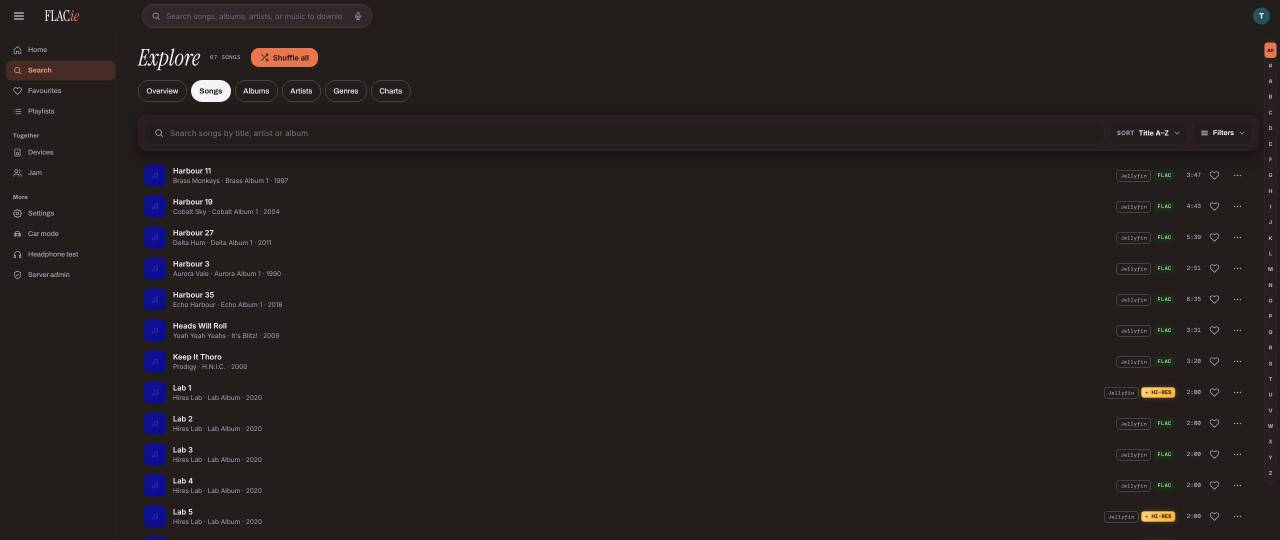 FLACie
Search songs, albums, artists, or music to downlo
T
Home
Search
Favourites
Playlists
Together
Devices
Jam
More
Settings
Car mode
Headphone test
Server admin
Explore 67 SONGS Shuffle all
Overview Songs Albums Artists Genres Charts
Search songs by title, artist or album SORT Title A-Z Filters
Harbour 11
Brass Monkeys · Brass Album 1 · 1997
Jellyfin FLAC 3:47
Harbour 19
Cobalt Sky · Cobalt Album 1 · 2004
Jellyfin FLAC 4:43
Harbour 27
Delta Hum · Delta Album 1 · 2011
Jellyfin FLAC 5:39
Harbour 3
Aurora Vale · Aurora Album 1 · 1990
Jellyfin FLAC 2:51
Harbour 35
Echo Harbour · Echo Album 1 · 2018
Jellyfin FLAC 6:35
Heads Will Roll
Yeah Yeah Yeahs · It's Blitz! · 2009
Jellyfin FLAC 3:31
Keep It Thoro
Prodigy · H.N.I.C. · 2000
Jellyfin FLAC 3:20
Lab 1
Hires Lab · Lab Album · 2020
Jellyfin HI-RES 2:00
Lab 2
Hires Lab · Lab Album · 2020
Jellyfin FLAC 2:00
Lab 3
Hires Lab · Lab Album · 2020
Jellyfin FLAC 2:00
Lab 4
Hires Lab · Lab Album · 2020
Jellyfin FLAC 2:00
Lab 5
Hires Lab · Lab Album · 2020
Jellyfin HI-RES 2:00
All
#
A
B
C
D
E
F
G
H
I
J
K
L
M
N
O
P
Q
R
S
T
U
V
W
X
Y
Z